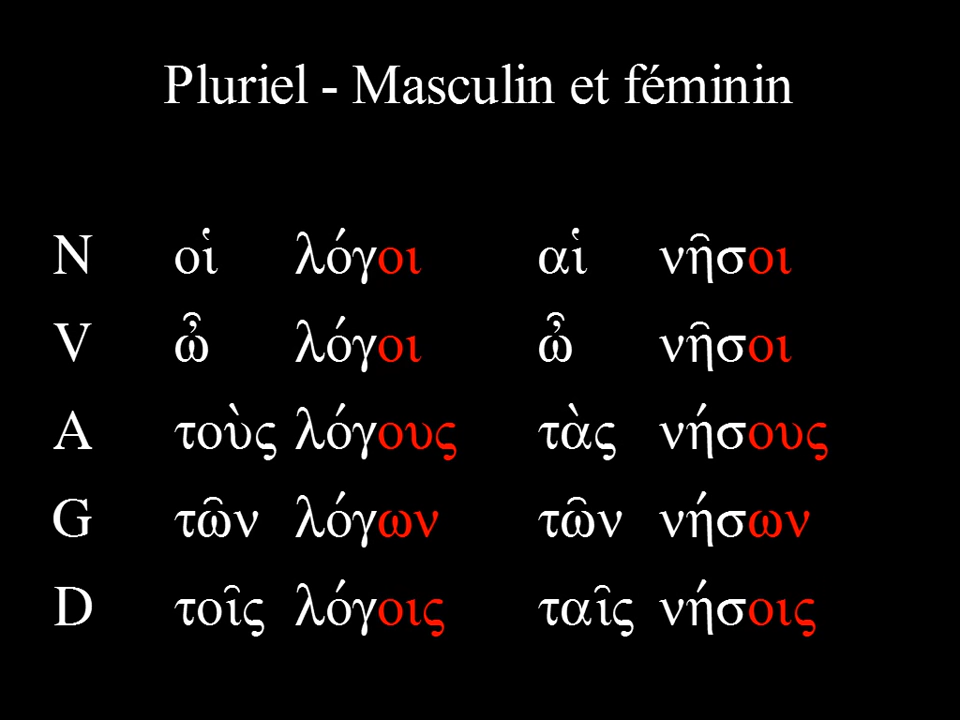 Pluriel - Masculin et féminin
N οἱ λόγοι αἱ νῆσοι
V ὦ λόγοι ὦ νῆσοι
A τοὺς λόγους τὰς νήσους
G τῶν λόγων τῶν νήσων
D τοῖς λόγοις ταῖς νήσοις